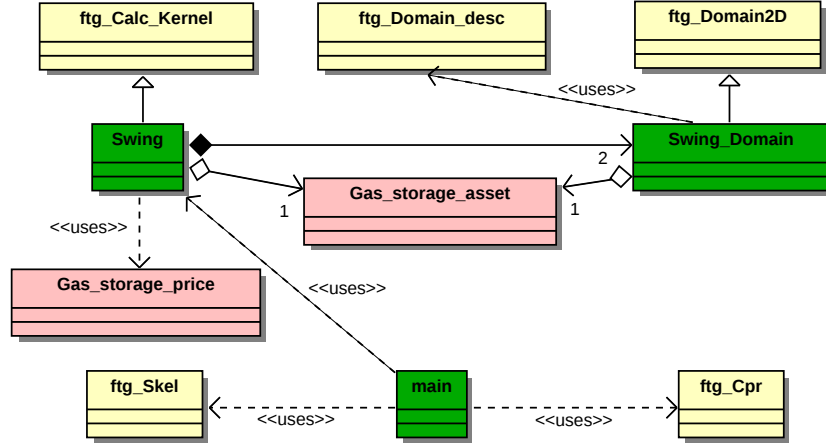 ftg_Calc_Kernel
ftg_Domain_desc
ftg_Domain2D
<<uses>>
Swing
Swing_Domain
2
Gas_storage_asset
1
1
<<uses>>
Gas_storage_price
<<uses>>
ftg_Skel
main
ftg_Cpr
<<uses>>
<<uses>>